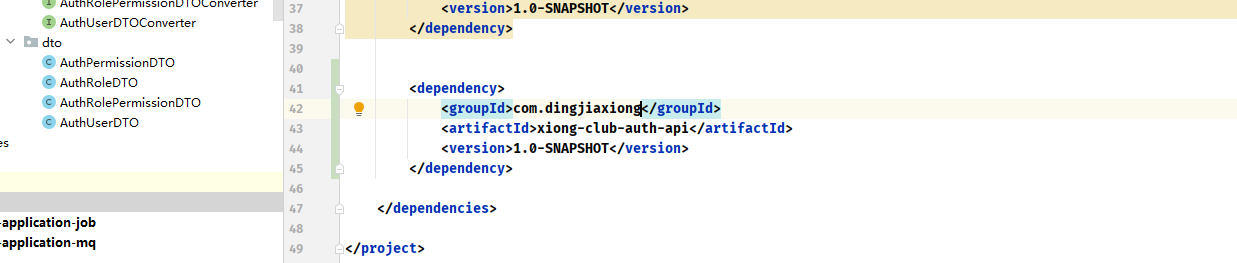 AuthRolePermissionDTOConverter
AuthUserDTOConverter
dto
AuthPermissionDTO
AuthRoleDTO
AuthRolePermissionDTO
AuthUserDTO
es
-application-job
-application-mq
37 <version>1.0-SNAPSHOT</version>
38 </dependency>
39
40
41 <dependency>
42 <groupId>com.dingjiaxiong</groupId>
43 <artifactId>xiong-club-auth-api</artifactId>
44 <version>1.0-SNAPSHOT</version>
45 </dependency>
46
47 </dependencies>
48
49 </project>